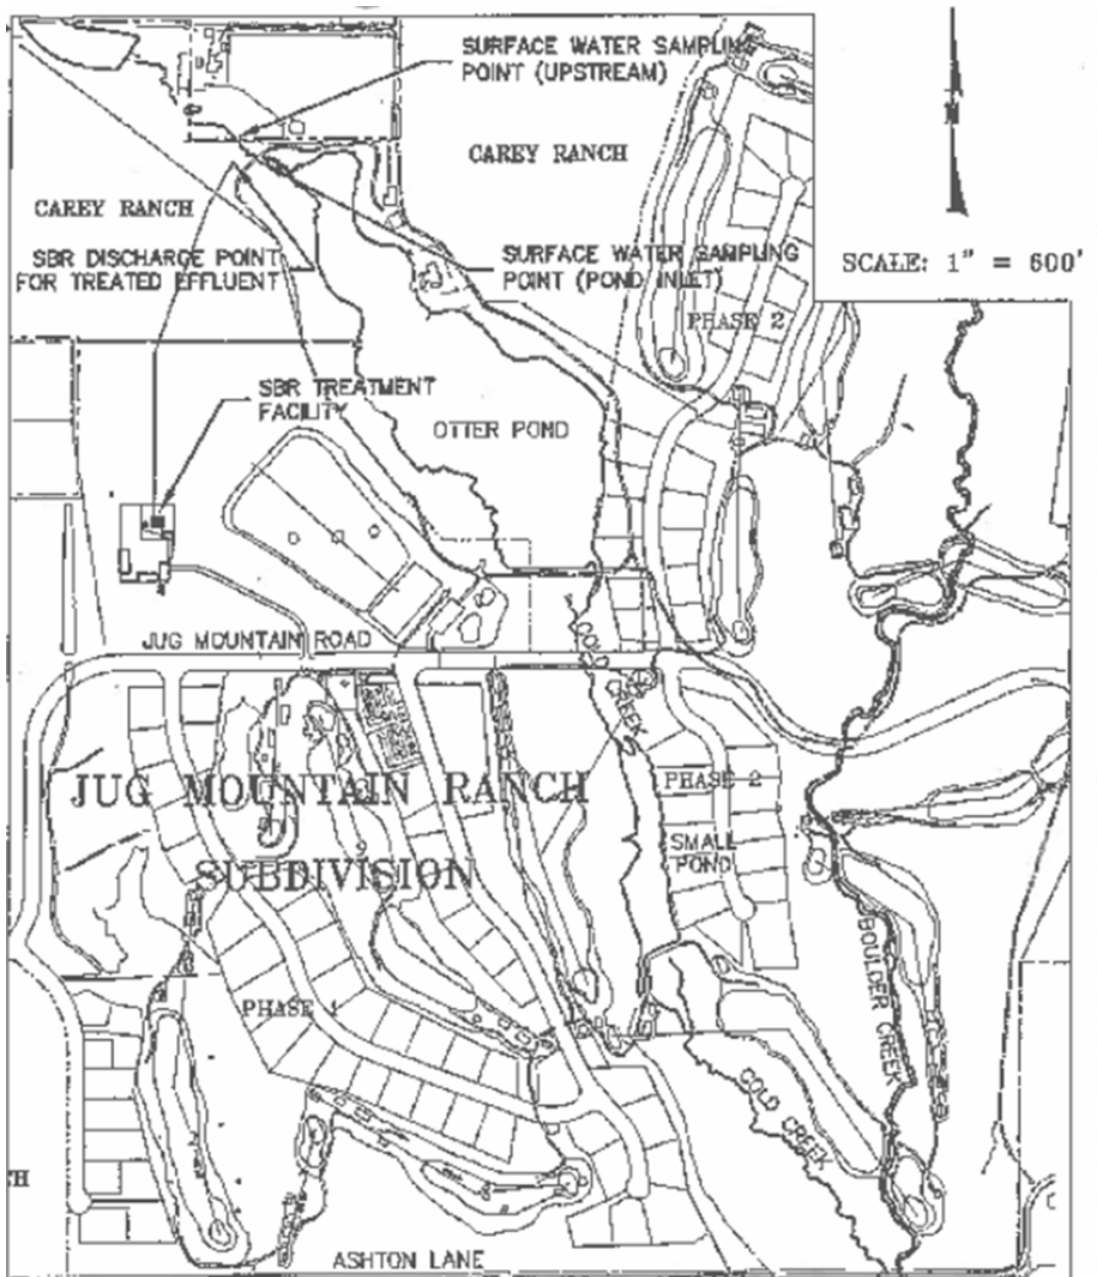 SURFACE WATER SAMPLING
POINT (UPSTREAM)
CAREY RANCH
CAREY RANCH
SBR DISCHARGE POINT
FOR TREATED EFFLUENT
SURFACE WATER SAMPLING
POINT (POND INLET)
N
SCALE: 1" = 600'
PHASE 2
SBR TREATMENT
FACILITY
OTTER POND
JUG MOUNTAIN ROAD
COLD
CREEK
JUG MOUNTAIN RANCH
SUBDIVISION
PHASE 2
SMALL
POND
BOULDER CREEK
PHASE 1
COLD
CREEK
ASHTON LANE